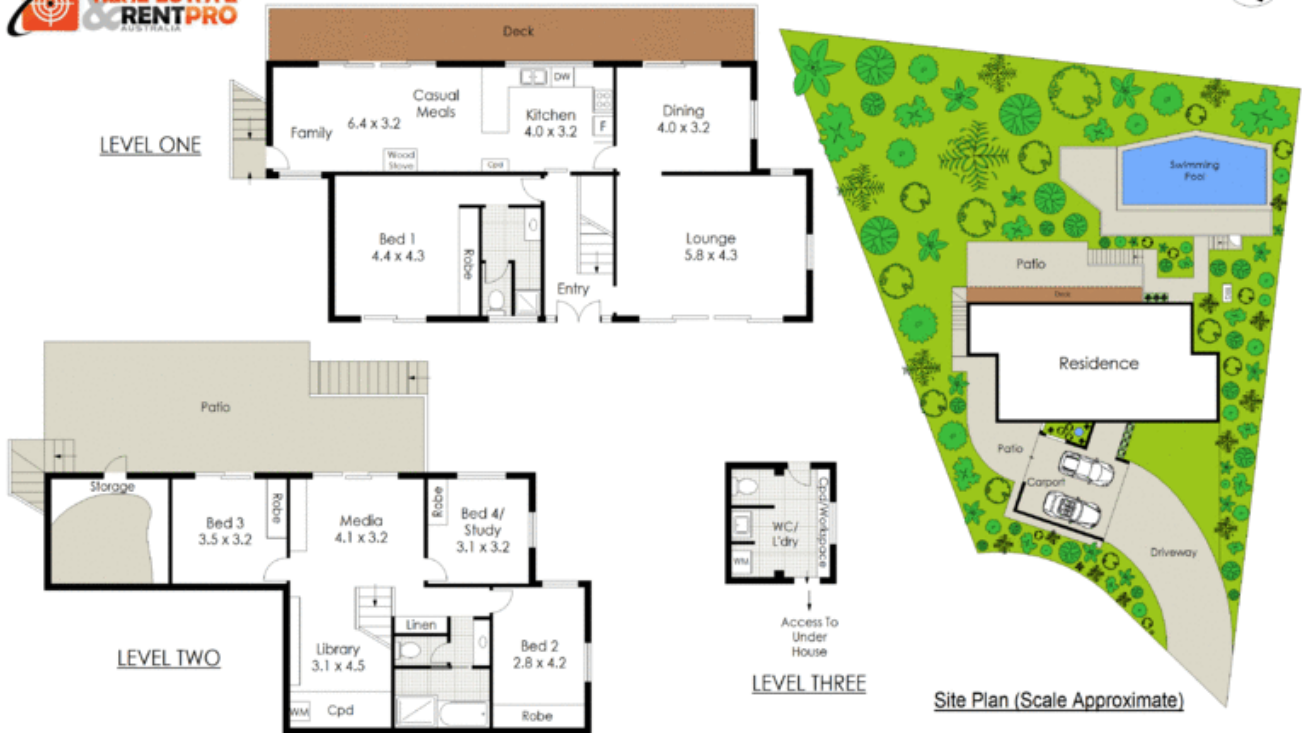 REAL ESTATE
& RENTPRO
AUSTRALIA
LEVEL ONE
Deck
Family
6.4 x 3.2
Casual
Meals
Wood
Stove
Cpd
DW
Kitchen
4.0 x 3.2
F
Dining
4.0 x 3.2
Bed 1
4.4 x 4.3
Robe
Entry
Lounge
5.8 x 4.3
LEVEL TWO
Patio
Storage
Bed 3
3.5 x 3.2
Robe
Media
4.1 x 3.2
Robe
Bed 4/
Study
3.1 x 3.2
Linen
Library
3.1 x 4.5
WM
Cpd
Bed 2
2.8 x 4.2
Robe
WC/
L'dry
WM
Cpd/Workspace
Access To
Under
House
LEVEL THREE
Swimming
Pool
Patio
Deck
Residence
Patio
Carport
Driveway
Site Plan (Scale Approximate)